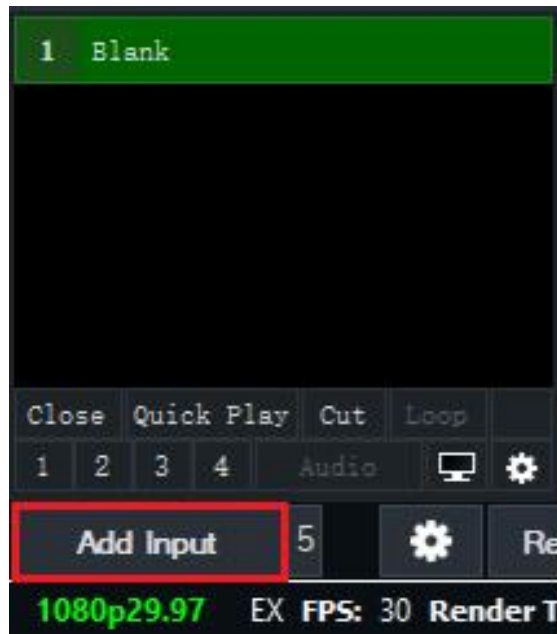 1 Blank
Close Quick Play Cut Loop
1 2 3 4 Audio
Add Input 5 Re
1080p29.97 EX FPS: 30 Render T